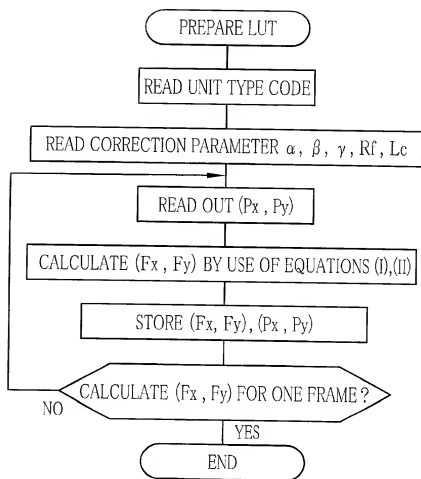 PREPARE LUT
READ UNIT TYPE CODE
READ CORRECTION PARAMETER α, β, γ, Rf, Lc
READ OUT (Px, Py)
CALCULATE (Fx, Fy) BY USE OF EQUATIONS (I),(II)
STORE (Fx, Fy), (Px, Py)
CALCULATE (Fx, Fy) FOR ONE FRAME?
NO
YES
END